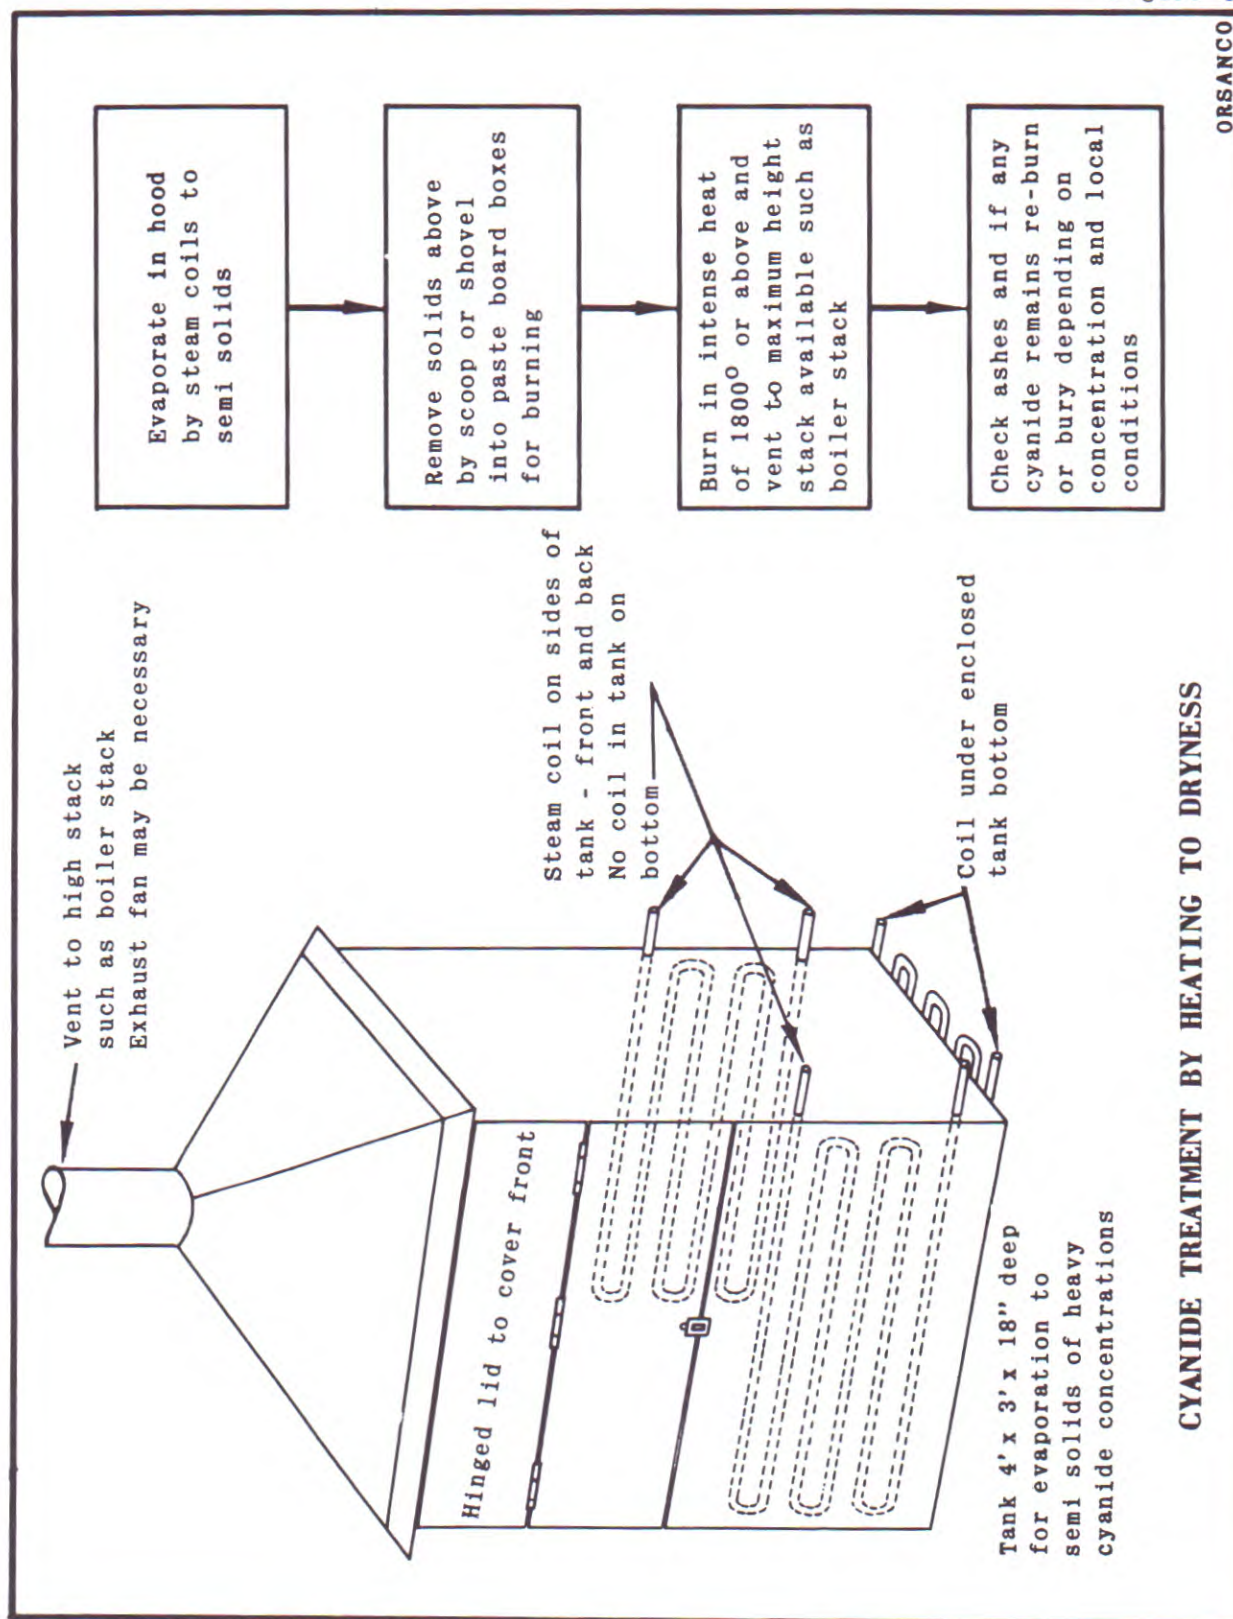 Vent to high stack
such as boiler stack
Exhaust fan may be necessary
Hinged lid to cover front
Steam coil on sides of
tank - front and back
No coil in tank on
bottom
Coil under enclosed
tank bottom
Tank 4' x 3' x 18" deep
for evaporation to
semi solids of heavy
cyanide concentrations
Evaporate in hood
by steam coils to
semi solids
Remove solids above
by scoop or shovel
into paste board boxes
for burning
Burn in intense heat
of 1800° or above and
vent to maximum height
stack available such as
boiler stack
Check ashes and if any
cyanide remains re-burn
or bury depending on
concentration and local
conditions
CYANIDE TREATMENT BY HEATING TO DRYNESS
ORSANCO